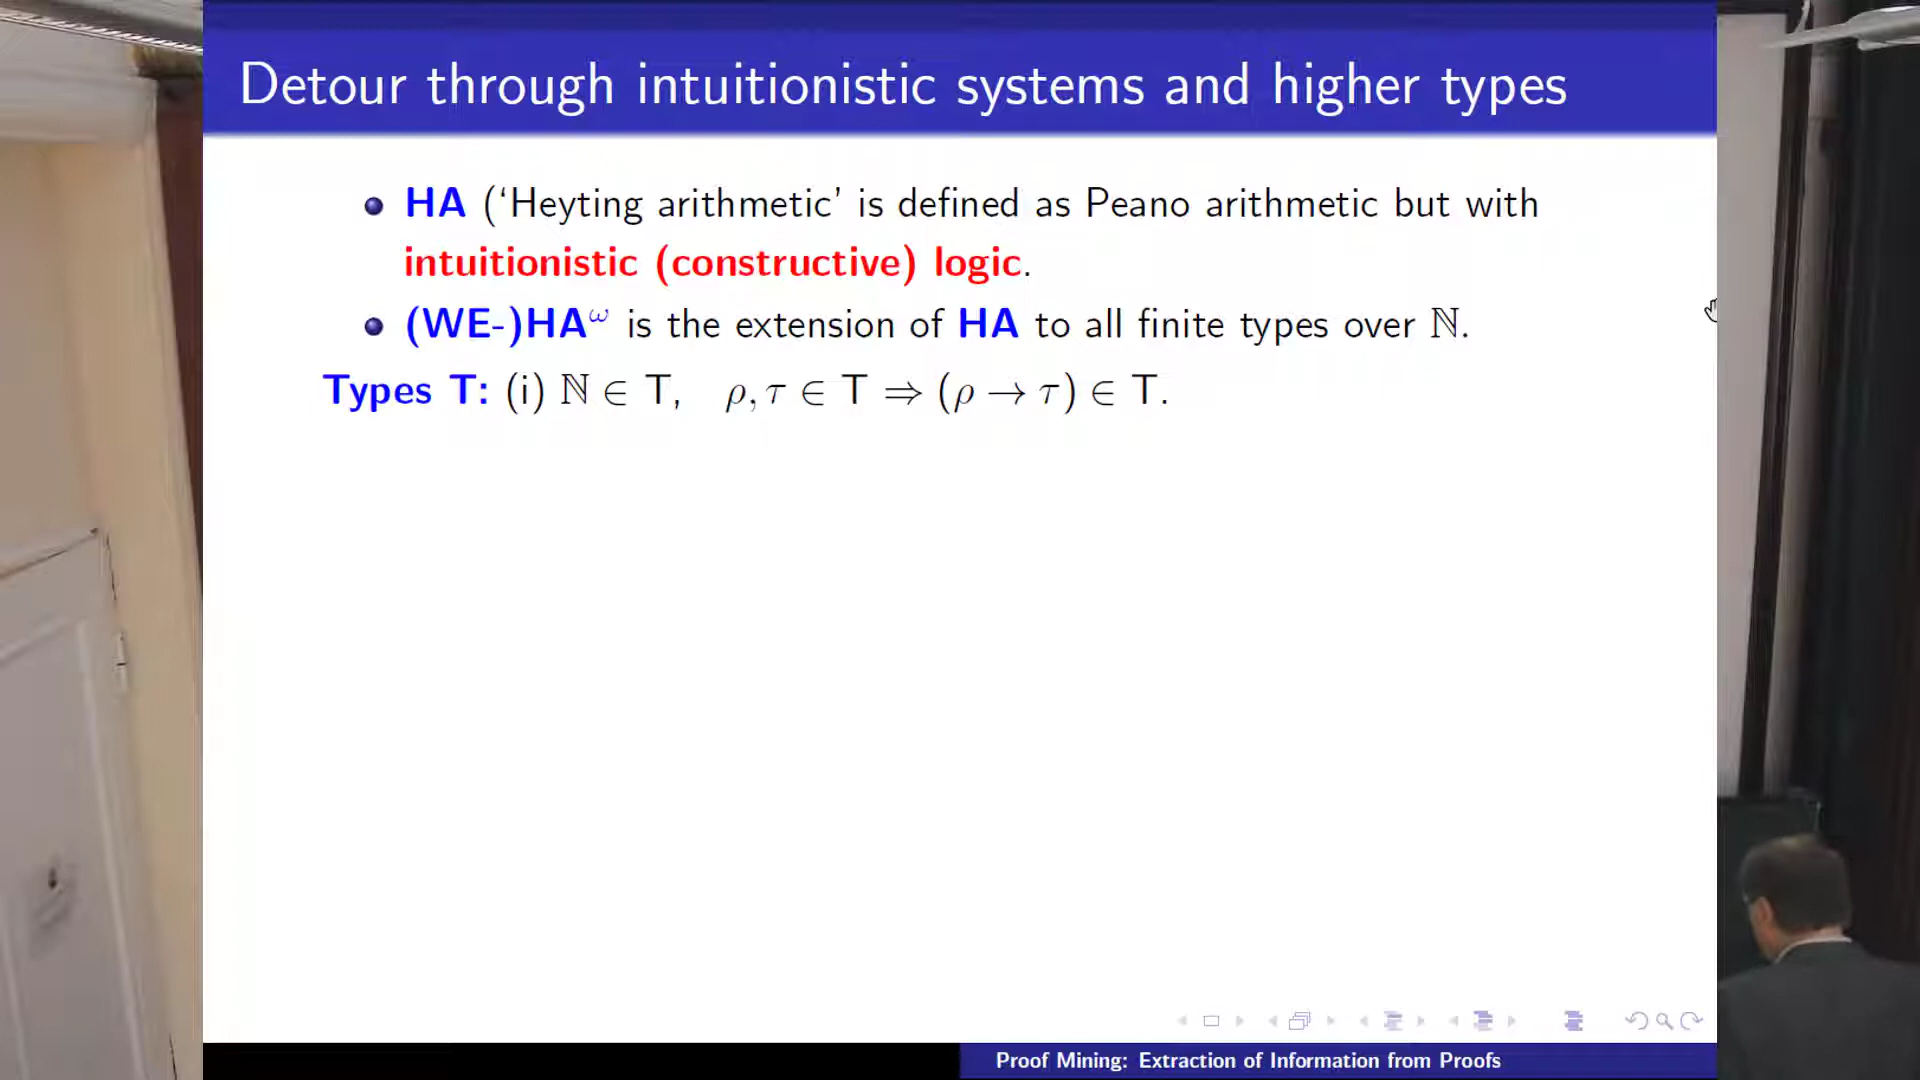 Detour through intuitionistic systems and higher types
HA (‘Heyting arithmetic’ is defined as Peano arithmetic but with
intuitionistic (constructive) logic.
(WE-)HA^ω is the extension of HA to all finite types over ℕ.
Types T: (i) ℕ ∈ T, ρ, τ ∈ T ⇒ (ρ → τ) ∈ T.
Proof Mining: Extraction of Information from Proofs